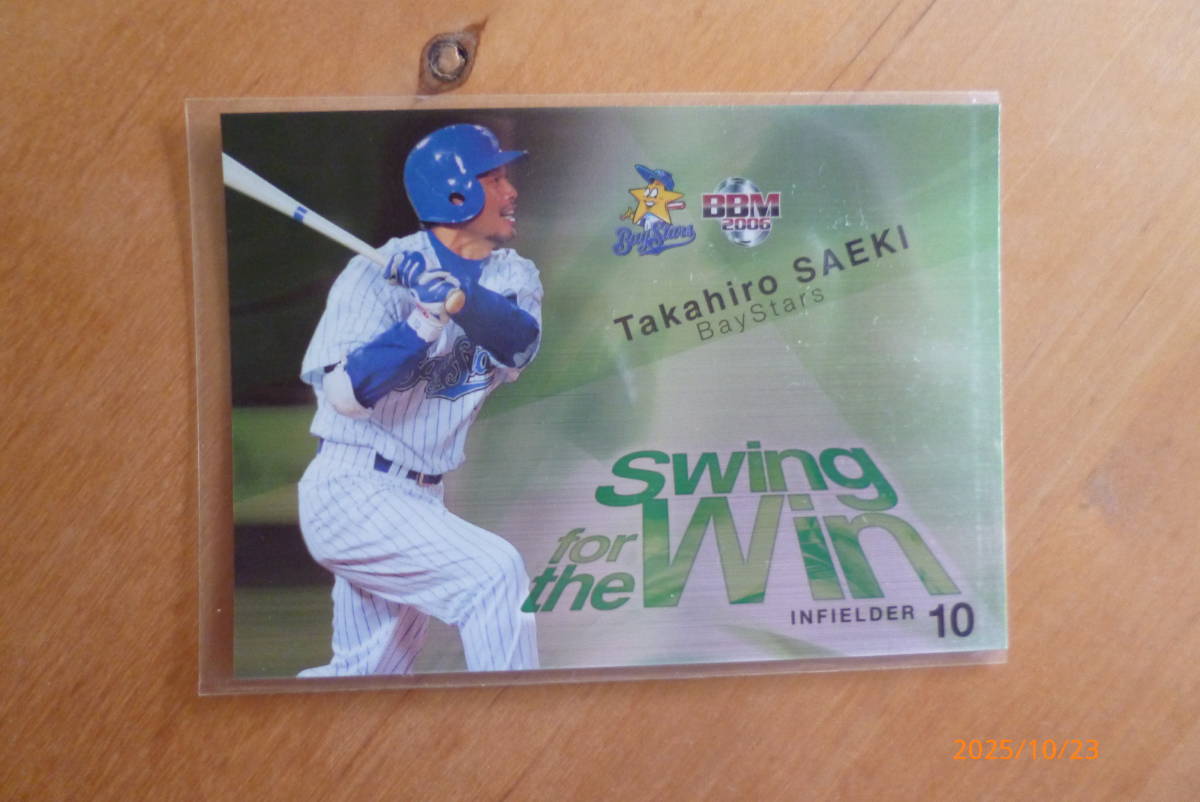 BayStars
BBM
2006
Takahiro SAEKI
BayStars
Swing
for
the Win
INFIELDER 10
2025/10/23